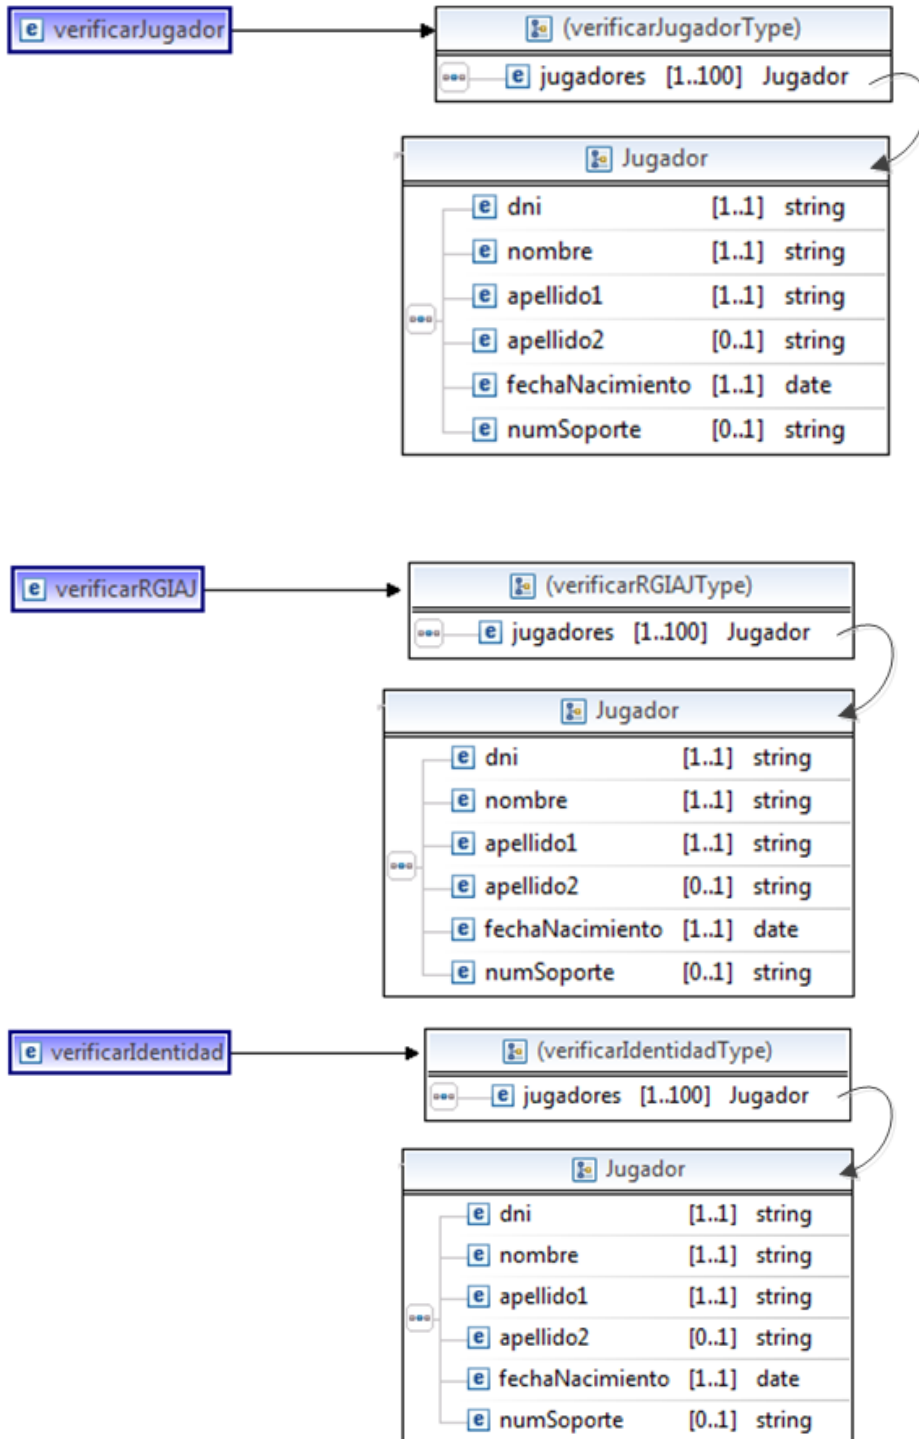 e verificarJugador
(verificarJugadorType)
e jugadores [1..100] Jugador
Jugador
e dni [1..1] string
e nombre [1..1] string
e apellido1 [1..1] string
e apellido2 [0..1] string
e fechaNacimiento [1..1] date
e numSoporte [0..1] string
e verificarRGIAJ
(verificarRGIAJType)
e jugadores [1..100] Jugador
Jugador
e dni [1..1] string
e nombre [1..1] string
e apellido1 [1..1] string
e apellido2 [0..1] string
e fechaNacimiento [1..1] date
e numSoporte [0..1] string
e verificarIdentidad
(verificarIdentidadType)
e jugadores [1..100] Jugador
Jugador
e dni [1..1] string
e nombre [1..1] string
e apellido1 [1..1] string
e apellido2 [0..1] string
e fechaNacimiento [1..1] date
e numSoporte [0..1] string